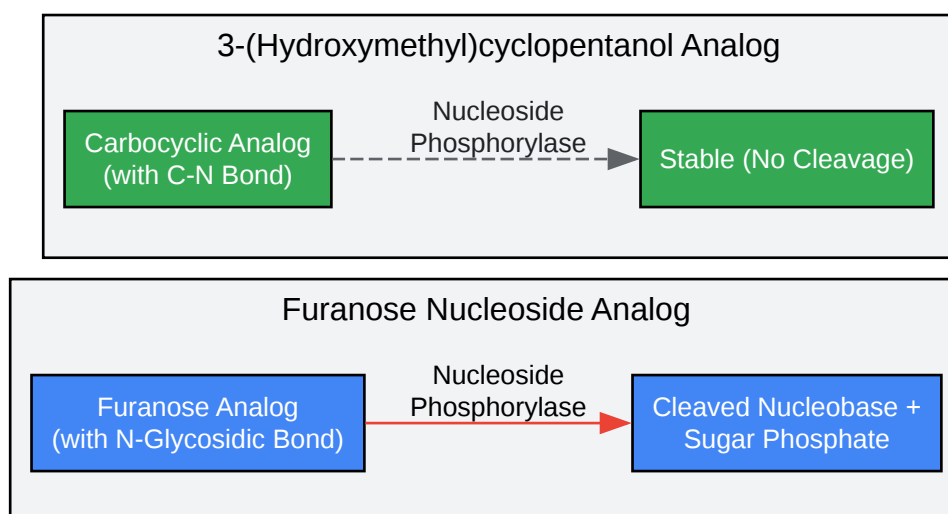 3-(Hydroxymethyl)cyclopentanol Analog
Nucleoside
Phosphorylase
Carbocyclic Analog
(with C-N Bond)
Stable (No Cleavage)
Furanose Nucleoside Analog
Nucleoside
Phosphorylase
Furanose Analog
(with N-Glycosidic Bond)
Cleaved Nucleobase +
Sugar Phosphate